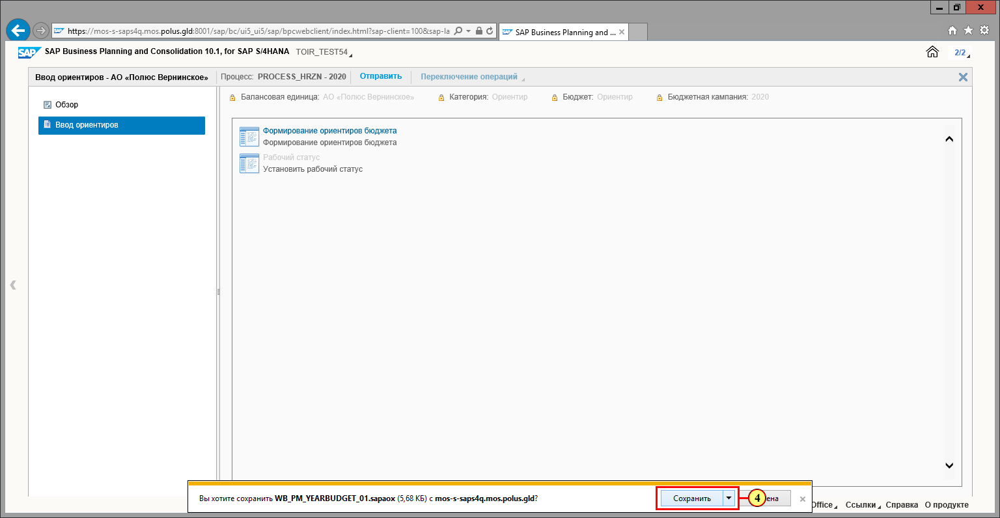 https://mos-s-saps4q.mos.polus.gld:8001/sap/bc/ui5_ui5/sap/bpcwebclient/index.html?sap-client=100&sap-la
SAP Business Planning and ...
SAP
SAP Business Planning and Consolidation 10.1, for SAP S/4HANA TOIR_TEST54
2/2
Ввод ориентиров - АО «Полюс Вернинское»
Процесс: PROCESS_HRZN - 2020
Отправить
Переключение операций
Обзор
Ввод ориентиров
Балансовая единица: АО «Полюс Вернинское»
Категория: Ориентир
Бюджет: Ориентир
Бюджетная кампания: 2020
Формирование ориентиров бюджета
Формирование ориентиров бюджета
Рабочий статус
Установить рабочий статус
Вы хотите сохранить WB_PM_YEARBUDGET_01.sapaox (5,68 КБ) с mos-s-saps4q.mos.polus.gld?
Сохранить
4
ена
Office
Ссылки
Справка
О продукте